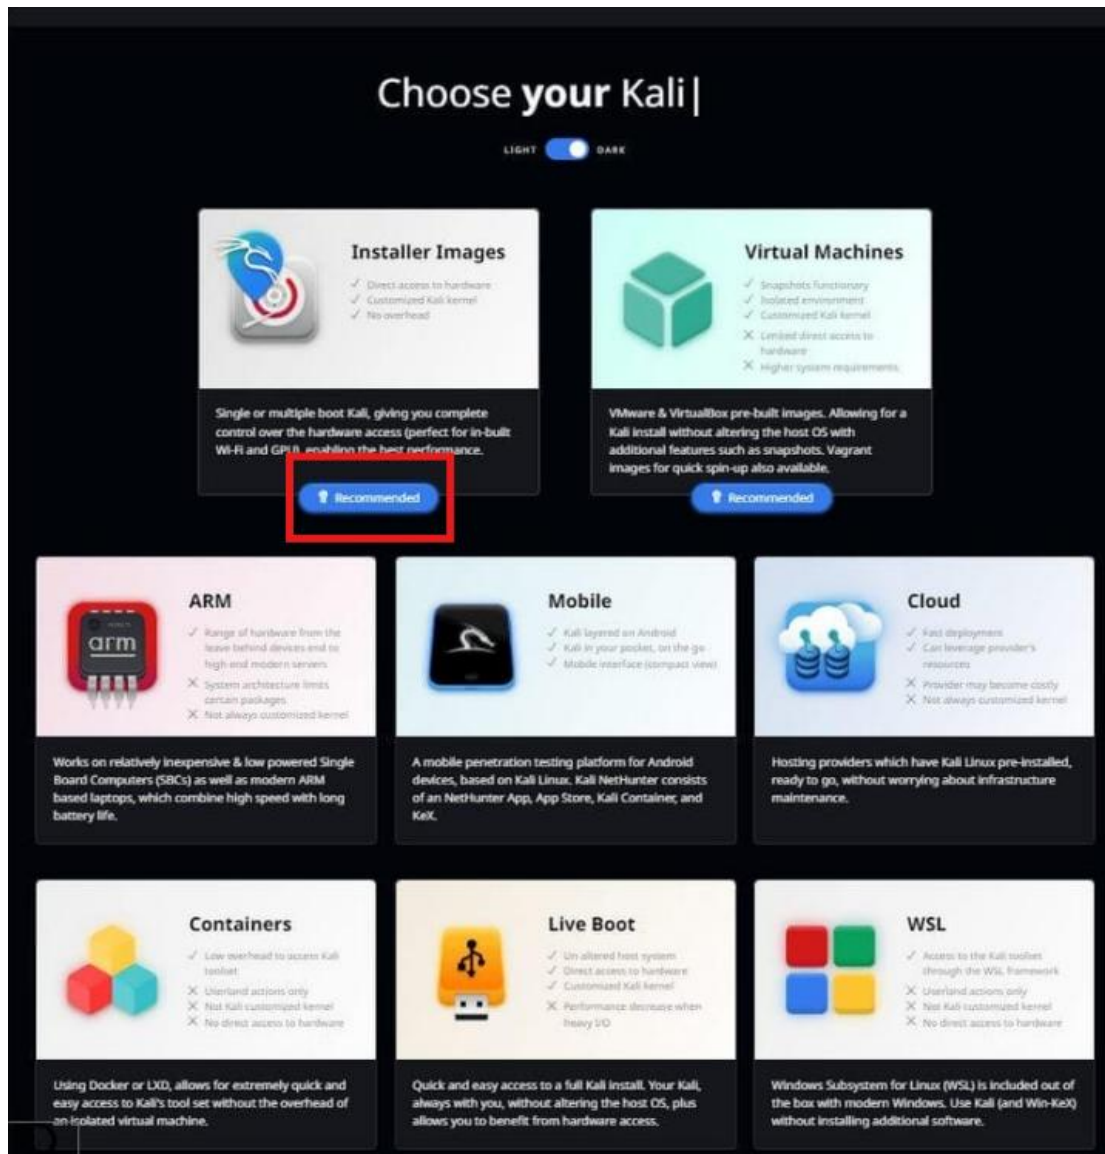 Choose your Kali|
LIGHT DARK
Installer Images
✓ Direct access to hardware
✓ Customized Kali kernel
✓ No overhead
Single or multiple boot Kali, giving you complete
control over the hardware access (perfect for in-built
Wi-Fi and GPU), enabling the best performance.
Recommended
Virtual Machines
✓ Snapshots functionary
✓ Isolated environment
✓ Customized Kali kernel
✕ Limited direct access to
hardware
✕ Higher system requirements
VMware & VirtualBox pre-built images. Allowing for a
Kali install without altering the host OS with
additional features such as snapshots. Vagrant
images for quick spin-up also available.
Recommended
arm
ARM
✓ Range of hardware from the
leave behind devices end to
high end modern servers
✕ System architecture limits
certain packages
✕ Not always customized kernel
Works on relatively inexpensive & low powered Single
Board Computers (SBCs) as well as modern ARM
based laptops, which combine high speed with long
battery life.
Mobile
✓ Kali layered on Android
✓ Kali in your pocket, on the go
✓ Mobile interface (compact view)
A mobile penetration testing platform for Android
devices, based on Kali Linux. Kali NetHunter consists
of an NetHunter App, App Store, Kali Container, and
KeX.
Cloud
✓ Fast deployment
✓ Can leverage provider's
resources
✕ Provider may become costly
✕ Not always customized kernel
Hosting providers which have Kali Linux pre-installed,
ready to go, without worrying about infrastructure
maintenance.
Containers
✓ Low overhead to access Kali
toolset
✕ Userland actions only
✕ Not Kali customized kernel
✕ No direct access to hardware
Using Docker or LXD, allows for extremely quick and
easy access to Kali's tool set without the overhead of
an isolated virtual machine.
Live Boot
✓ Un-altered host system
✓ Direct access to hardware
✓ Customized Kali kernel
✕ Performance decrease when
heavy I/O
Quick and easy access to a full Kali install. Your Kali,
always with you, without altering the host OS, plus
allows you to benefit from hardware access.
WSL
✓ Access to the Kali toolset
through the WSL framework
✕ Userland actions only
✕ Not Kali customized kernel
✕ No direct access to hardware
Windows Subsystem for Linux (WSL) is included out of
the box with modern Windows. Use Kali (and Win-KeX)
without installing additional software.